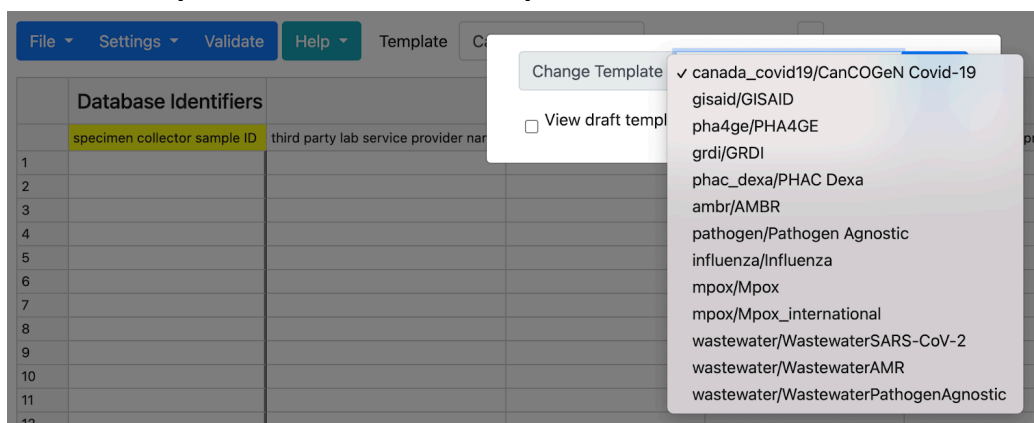 File Settings Validate Help Template
Change Template
✓ canada_covid19/CanCOGeN Covid-19
gisaid/GISAID
pha4ge/PHA4GE
grdi/GRDI
phac_dexa/PHAC Dexa
ambr/AMBR
pathogen/Pathogen Agnostic
influenza/Influenza
mpox/Mpox
mpox/Mpox_international
wastewater/WastewaterSARS-CoV-2
wastewater/WastewaterAMR
wastewater/WastewaterPathogenAgnostic
View draft templ
Database Identifiers
specimen collector sample ID third party lab service provider nar
1
2
3
4
5
6
7
8
9
10
11